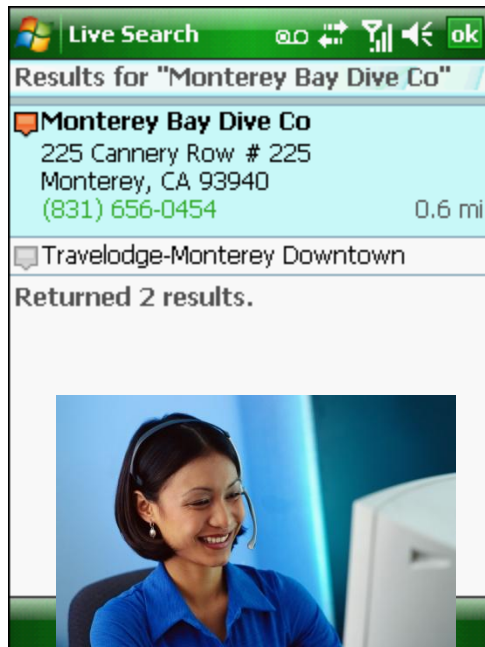 Live Search ok
Results for "Monterey Bay Dive Co"
Monterey Bay Dive Co
225 Cannery Row # 225
Monterey, CA 93940
(831) 656-0454 0.6 mi
Travelodge-Monterey Downtown
Returned 2 results.